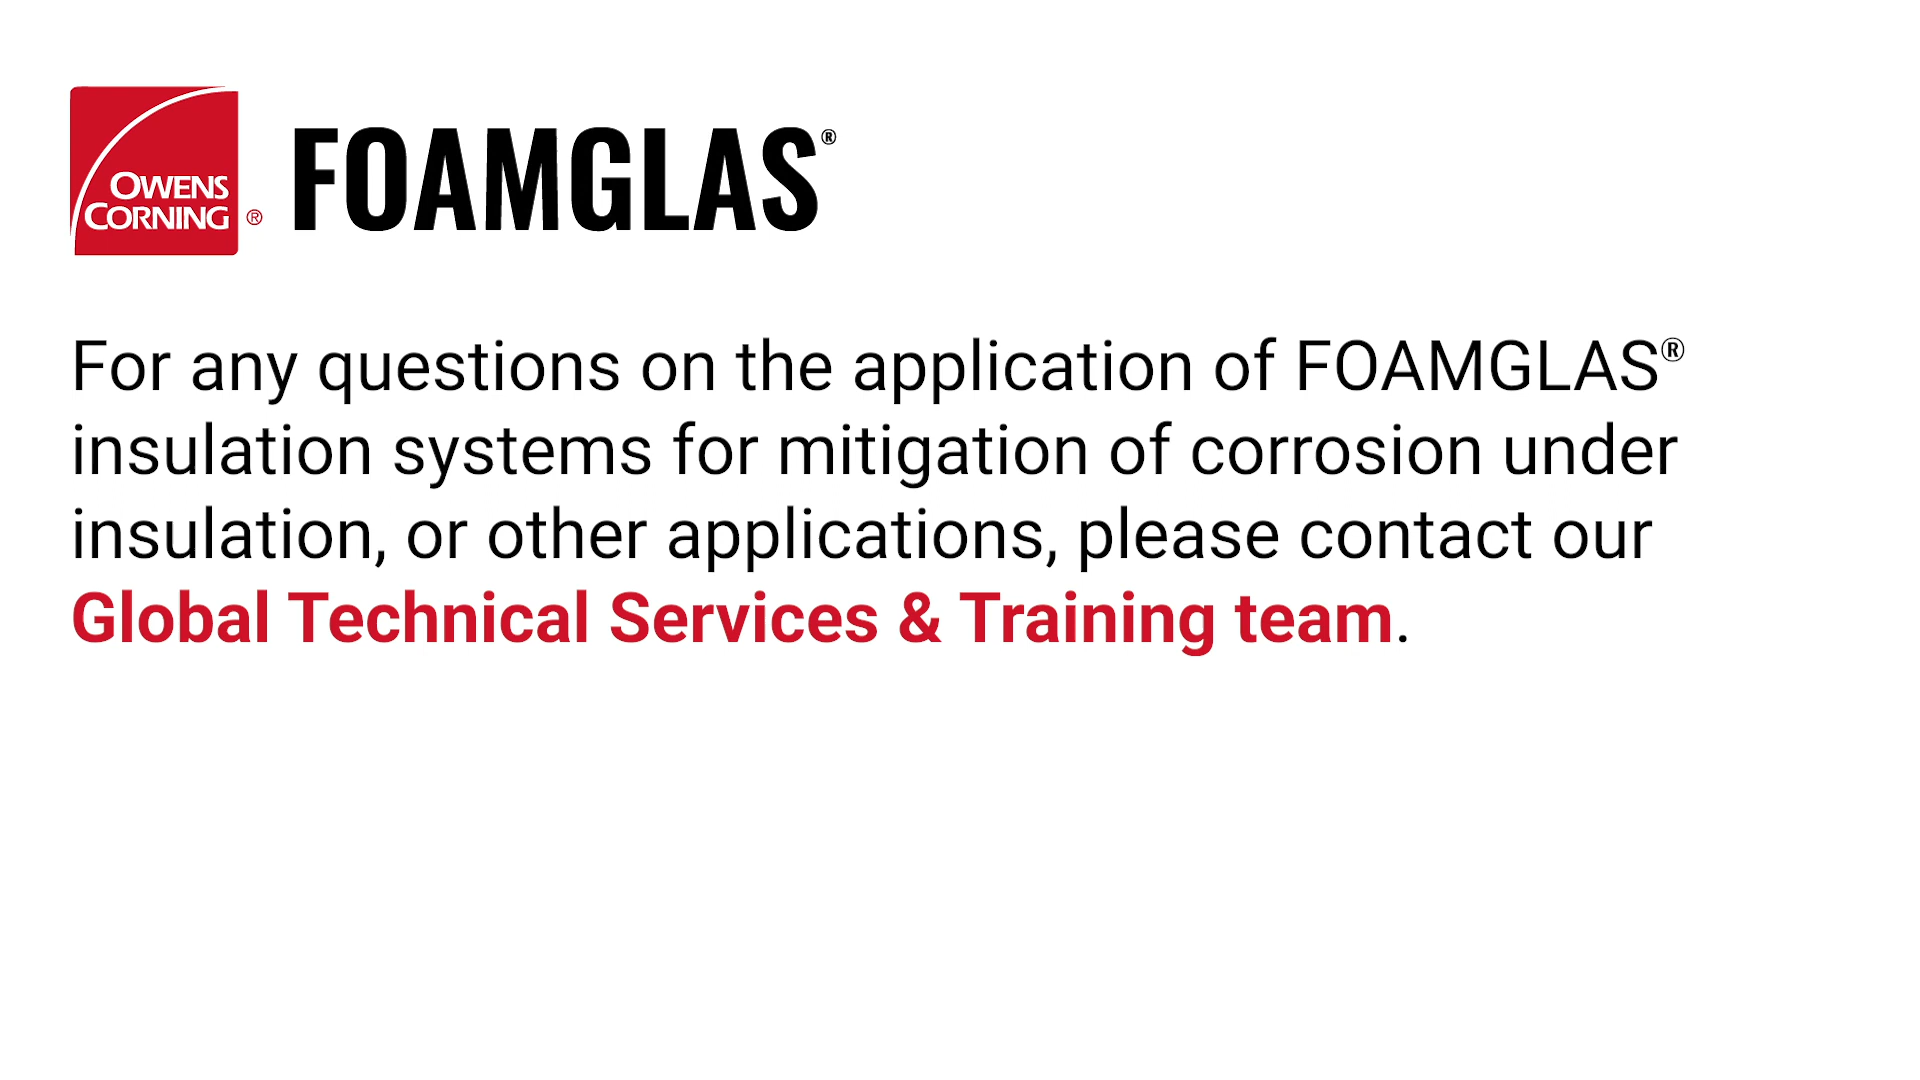 OWENS
CORNING ®
FOAMGLAS®
For any questions on the application of FOAMGLAS®
insulation systems for mitigation of corrosion under
insulation, or other applications, please contact our
Global Technical Services & Training team.